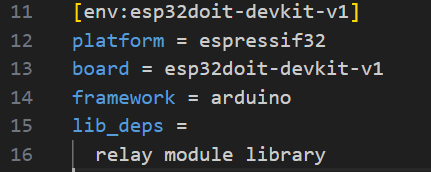 11 [env:esp32doit-devkit-v1]
12 platform = espressif32
13 board = esp32doit-devkit-v1
14 framework = arduino
15 lib_deps =
16 relay module library